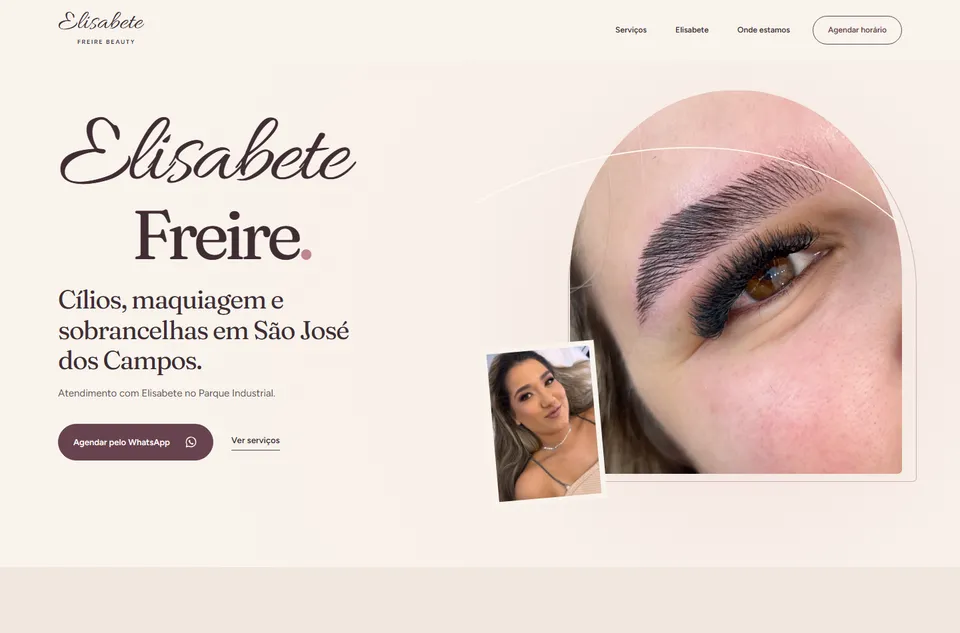 Elisabete
FREIRE BEAUTY
Serviços
Elisabete
Onde estamos
Agendar horário
Elisabete
Freire.
Cílios, maquiagem e
sobrancelhas em São José
dos Campos.
Atendimento com Elisabete no Parque Industrial.
Agendar pelo WhatsApp
Ver serviços